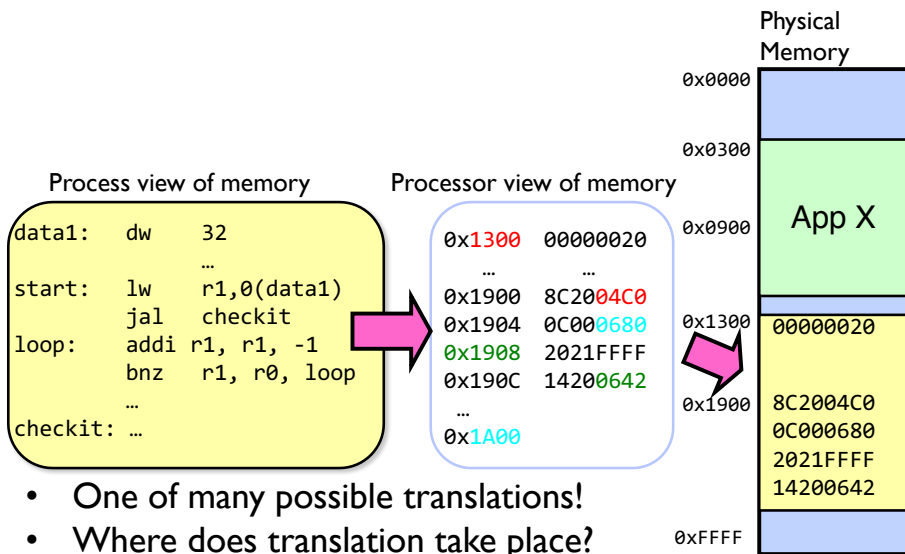 Physical
Memory
0x0000
0x0300
Process view of memory
Processor view of memory
data1: dw 32
…
start: lw r1,0(data1)
jal checkit
loop: addi r1, r1, -1
bnz r1, r0, loop
…
checkit: …
0x1300 00000020
… …
0x1900 8C2004C0
0x1904 0C000680
0x1908 2021FFFF
0x190C 14200642
…
0x1A00
0x0900
App X
0x1300
00000020
0x1900
8C2004C0
0C000680
2021FFFF
14200642
0xFFFF
• One of many possible translations!
• Where does translation take place?